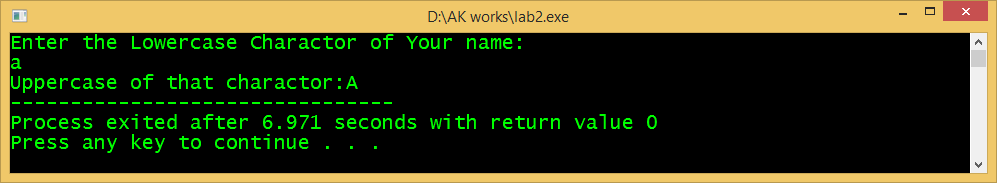 D:\AK works\lab2.exe
Enter the Lowercase Charactor of Your name:
a
Uppercase of that charactor:A
--------------------------------
Process exited after 6.971 seconds with return value 0
Press any key to continue . . .